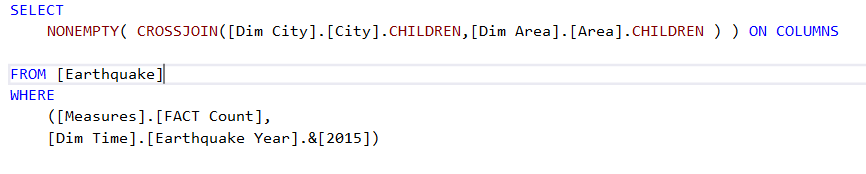 SELECT
NONEMPTY( CROSSJOIN([Dim City].[City].CHILDREN,[Dim Area].[Area].CHILDREN ) ) ON COLUMNS
FROM [Earthquake]
WHERE
([Measures].[FACT Count],
[Dim Time].[Earthquake Year].&[2015])